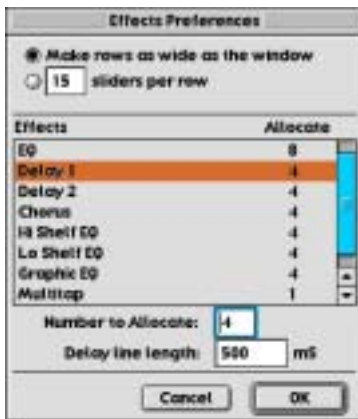 Effects Preferences
Make rows as wide as the window
15 sliders per row
Effects Allocate
EQ 8
Delay 1 4
Delay 2 4
Chorus 4
Hi Shelf EQ 4
Lo Shelf EQ 4
Graphic EQ 4
Multitap 1
Number to Allocate: 4
Delay line length: 500 mS
Cancel OK